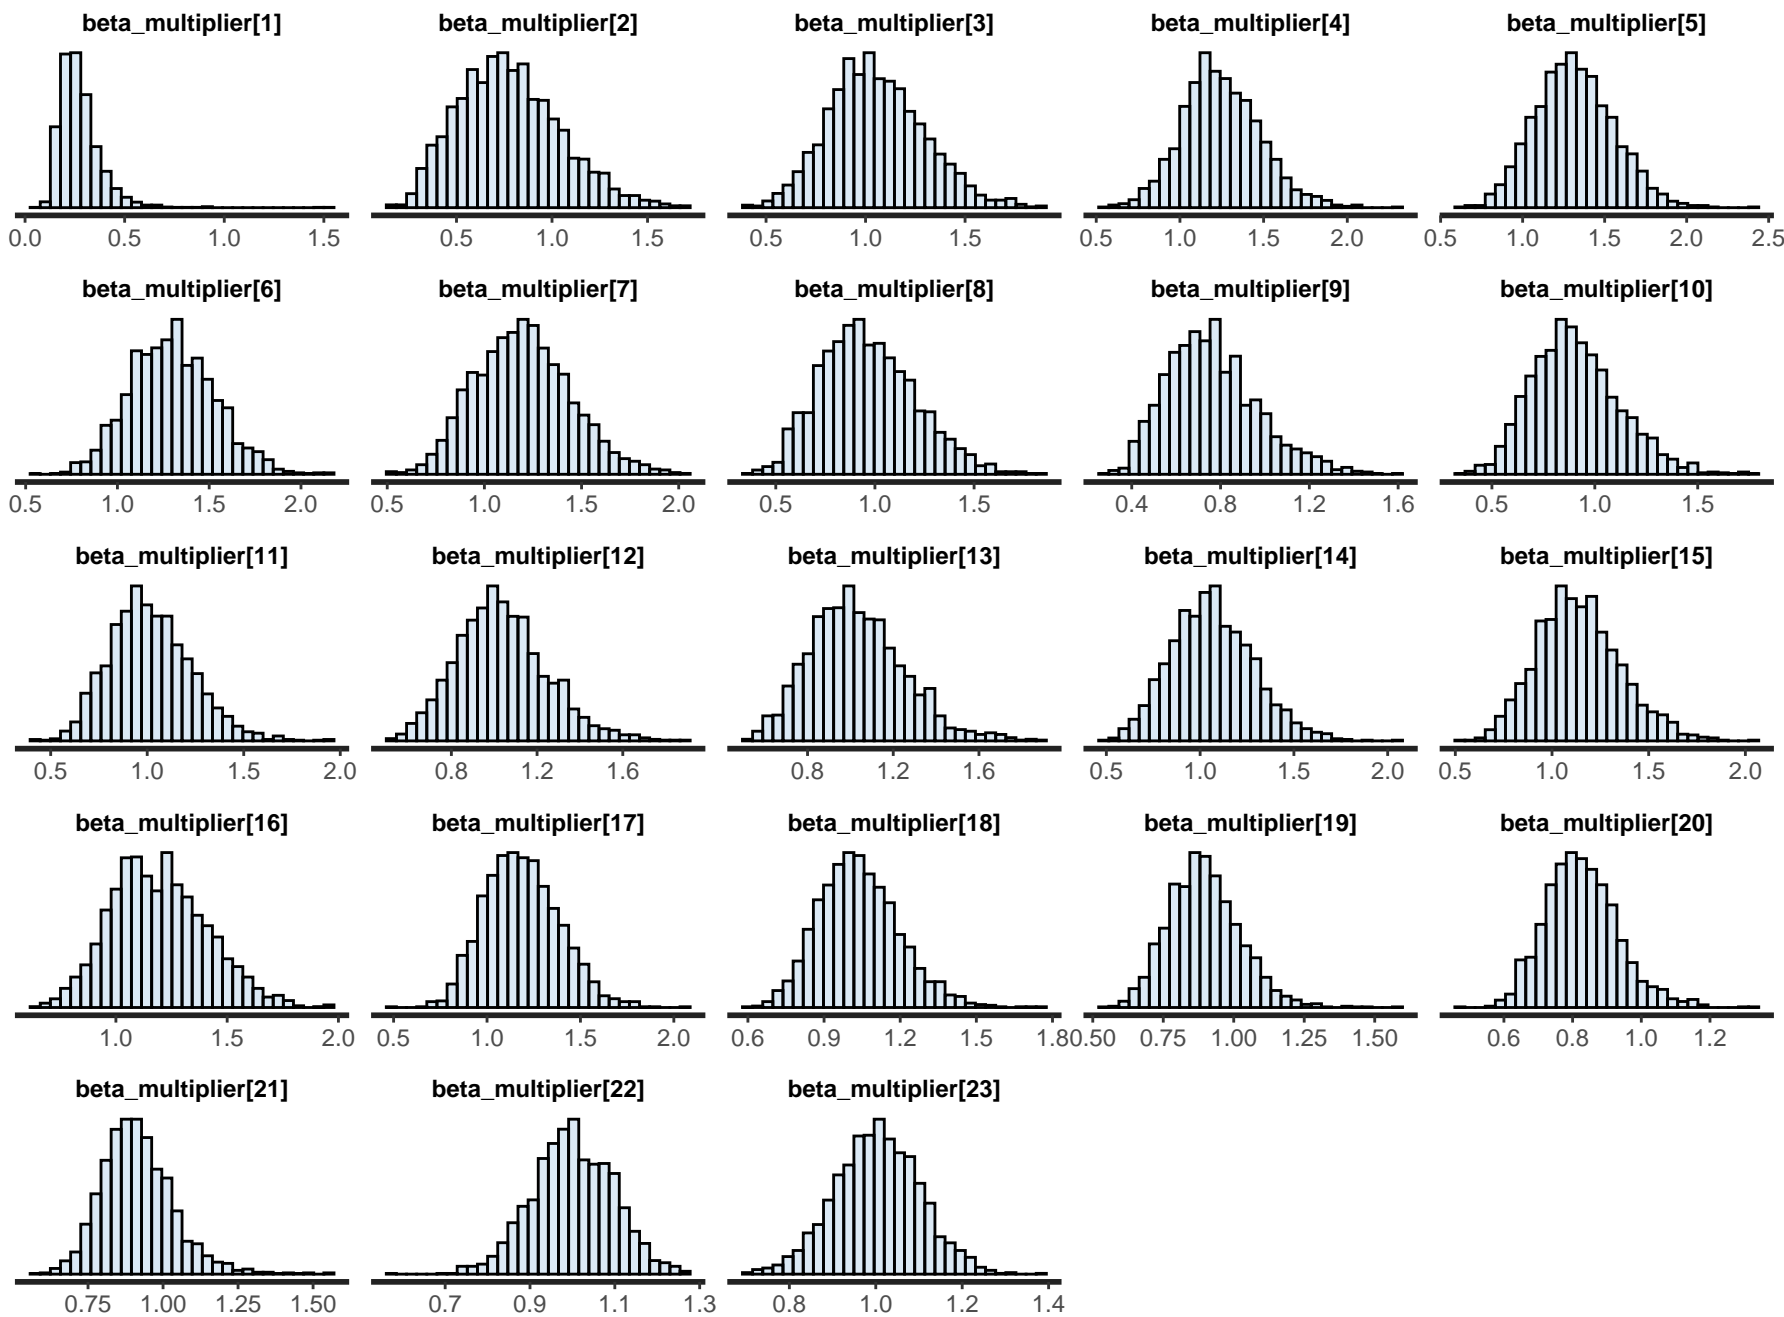 beta_multiplier[1] beta_multiplier[2] beta_multiplier[3] beta_multiplier[4] beta_multiplier[5]
0.0 0.5 1.0 1.5 0.5 1.0 1.5 0.5 1.0 1.5 0.5 1.0 1.5 2.0 0.5 1.0 1.5 2.0 2.5
beta_multiplier[6] beta_multiplier[7] beta_multiplier[8] beta_multiplier[9] beta_multiplier[10]
0.5 1.0 1.5 2.0 0.5 1.0 1.5 2.0 0.5 1.0 1.5 0.4 0.8 1.2 1.6 0.5 1.0 1.5
beta_multiplier[11] beta_multiplier[12] beta_multiplier[13] beta_multiplier[14] beta_multiplier[15]
0.5 1.0 1.5 2.0 0.8 1.2 1.6 0.8 1.2 1.6 0.5 1.0 1.5 2.0 0.5 1.0 1.5 2.0
beta_multiplier[16] beta_multiplier[17] beta_multiplier[18] beta_multiplier[19] beta_multiplier[20]
1.0 1.5 2.0 0.5 1.0 1.5 2.0 0.6 0.9 1.2 1.5 1.8 0.50 0.75 1.00 1.25 1.50 0.6 0.8 1.0 1.2
beta_multiplier[21] beta_multiplier[22] beta_multiplier[23]
0.75 1.00 1.25 1.50 0.7 0.9 1.1 1.3 0.8 1.0 1.2 1.4